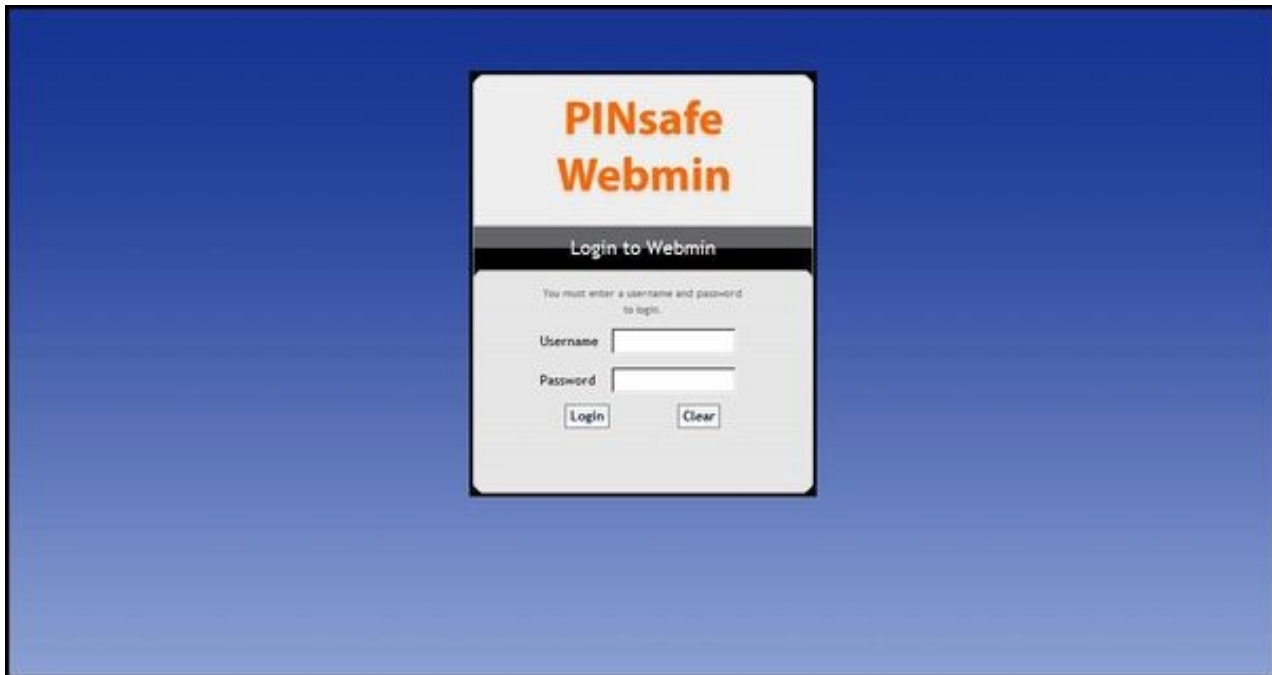 PINsafe
Webmin
Login to Webmin
You must enter a username and password
to login.
Username
Password
Login
Clear